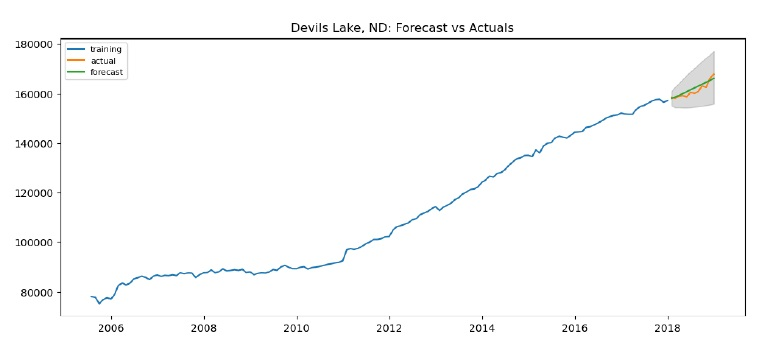 Devils Lake, ND: Forecast vs Actuals
training
actual
forecast
180000
160000
140000
120000
100000
80000
2006 2008 2010 2012 2014 2016 2018